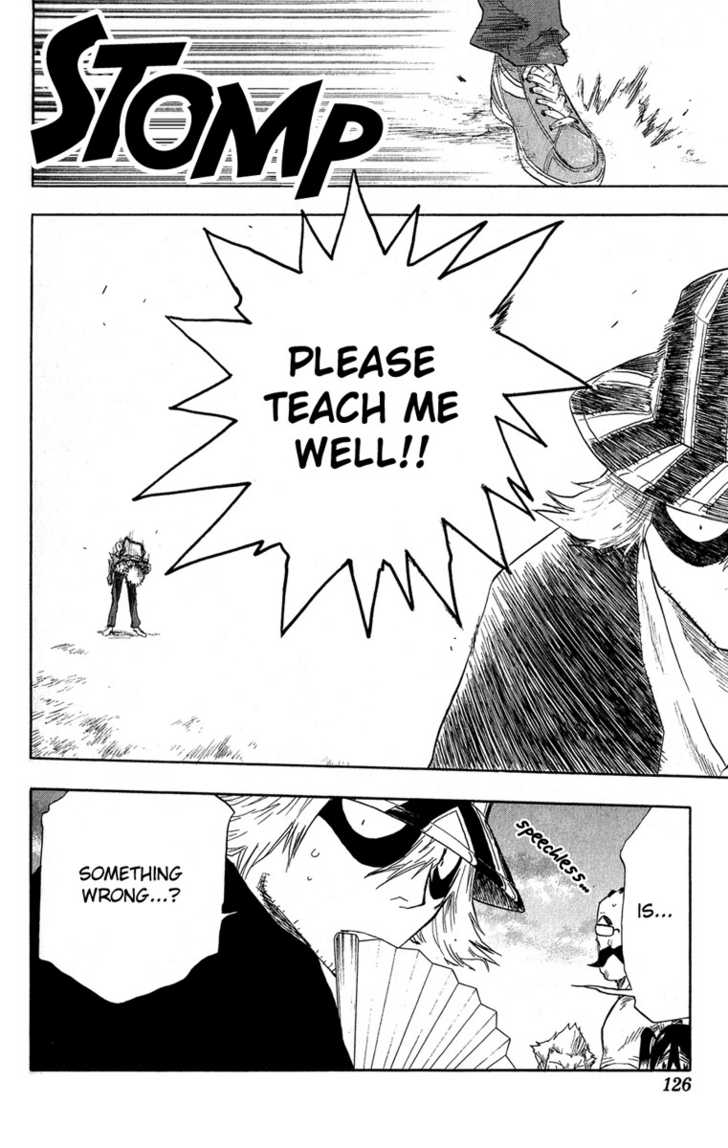 STOMP
PLEASE
TEACH ME
WELL!!
IS...
speechless...
SOMETHING
WRONG...?
126